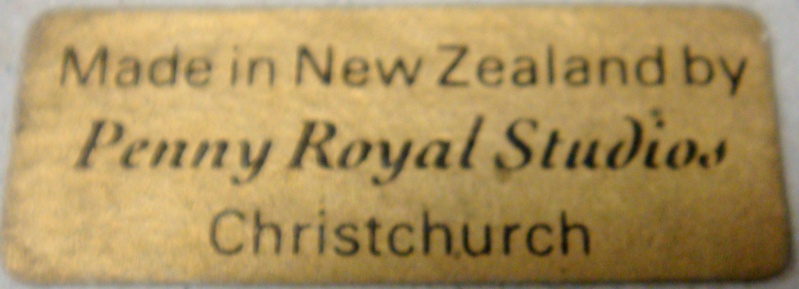 Made in New Zealand by
Penny Royal Studios
Christchurch